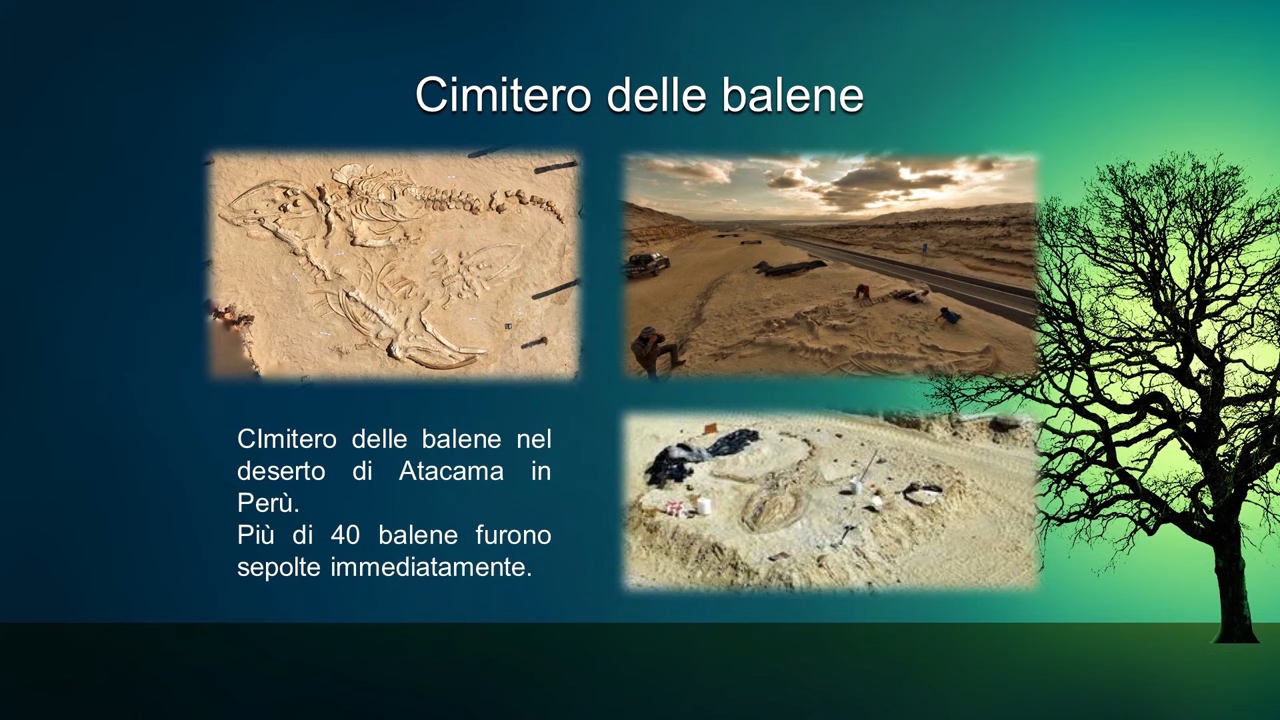 Cimitero delle balene
CImitero delle balene nel
deserto di Atacama in
Perù.
Più di 40 balene furono
sepolte immediatamente.